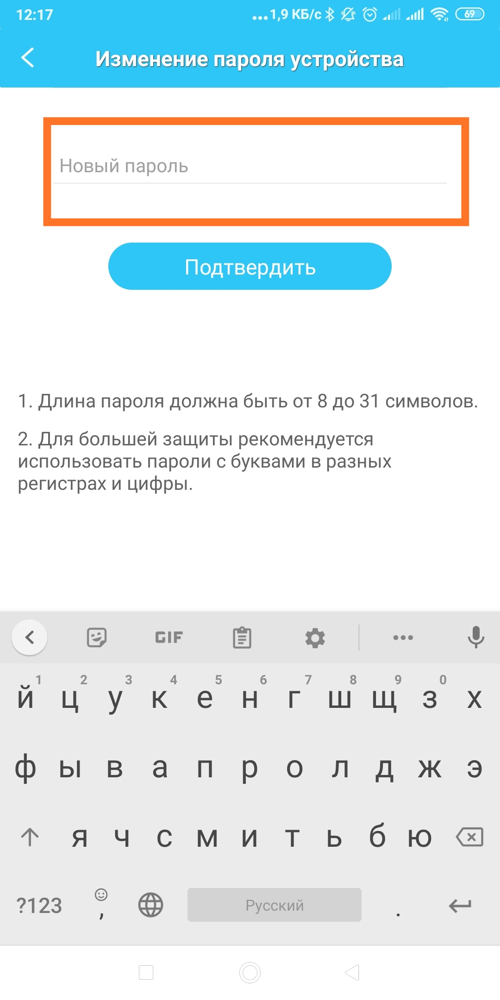 12:17
...1,9 КБ/с
69
Изменение пароля устройства
Новый пароль
Подтвердить
1. Длина пароля должна быть от 8 до 31 символов.
2. Для большей защиты рекомендуется
использовать пароли с буквами в разных
регистрах и цифры.
GIF
1 2 3 4 5 6 7 8 9 0
й ц у к е н г ш щ з х
ф ы в а п р о л д ж э
я ч с м и т ь б ю
?123 , Русский .